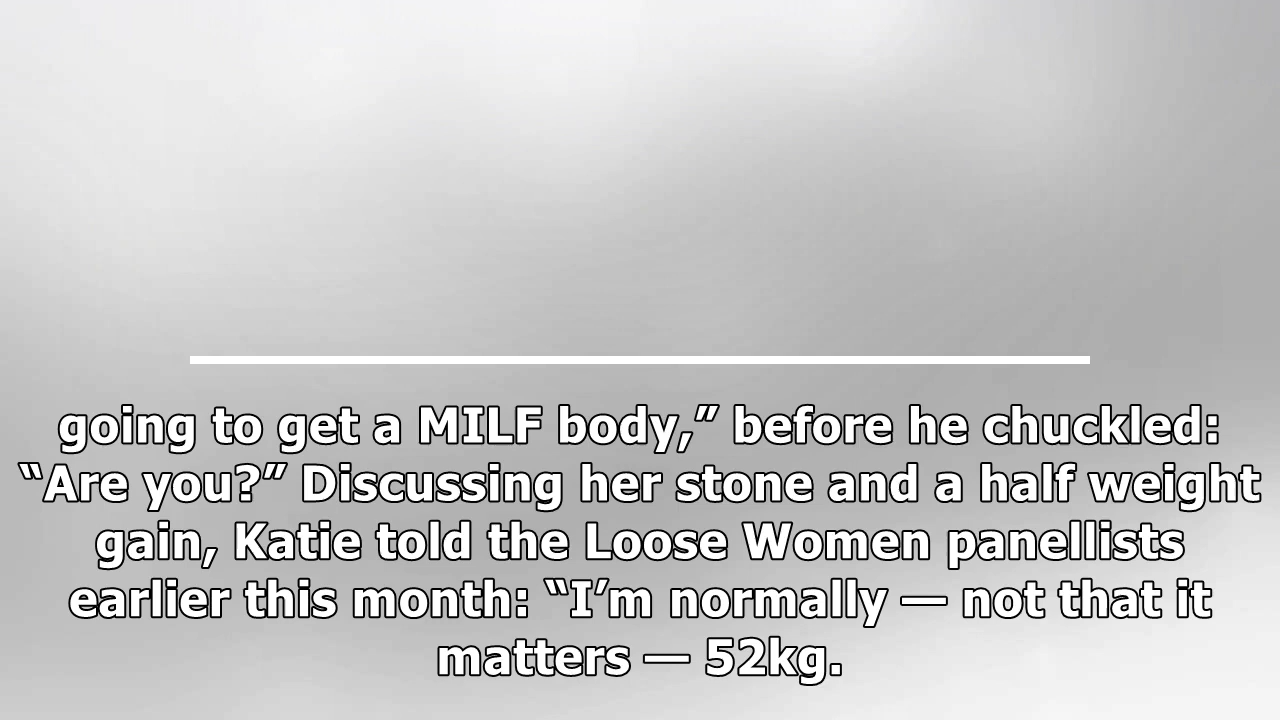 going to get a MILF body,” before he chuckled:
“Are you?” Discussing her stone and a half weight
gain, Katie told the Loose Women panellists
earlier this month: “I’m normally — not that it
matters — 52kg.